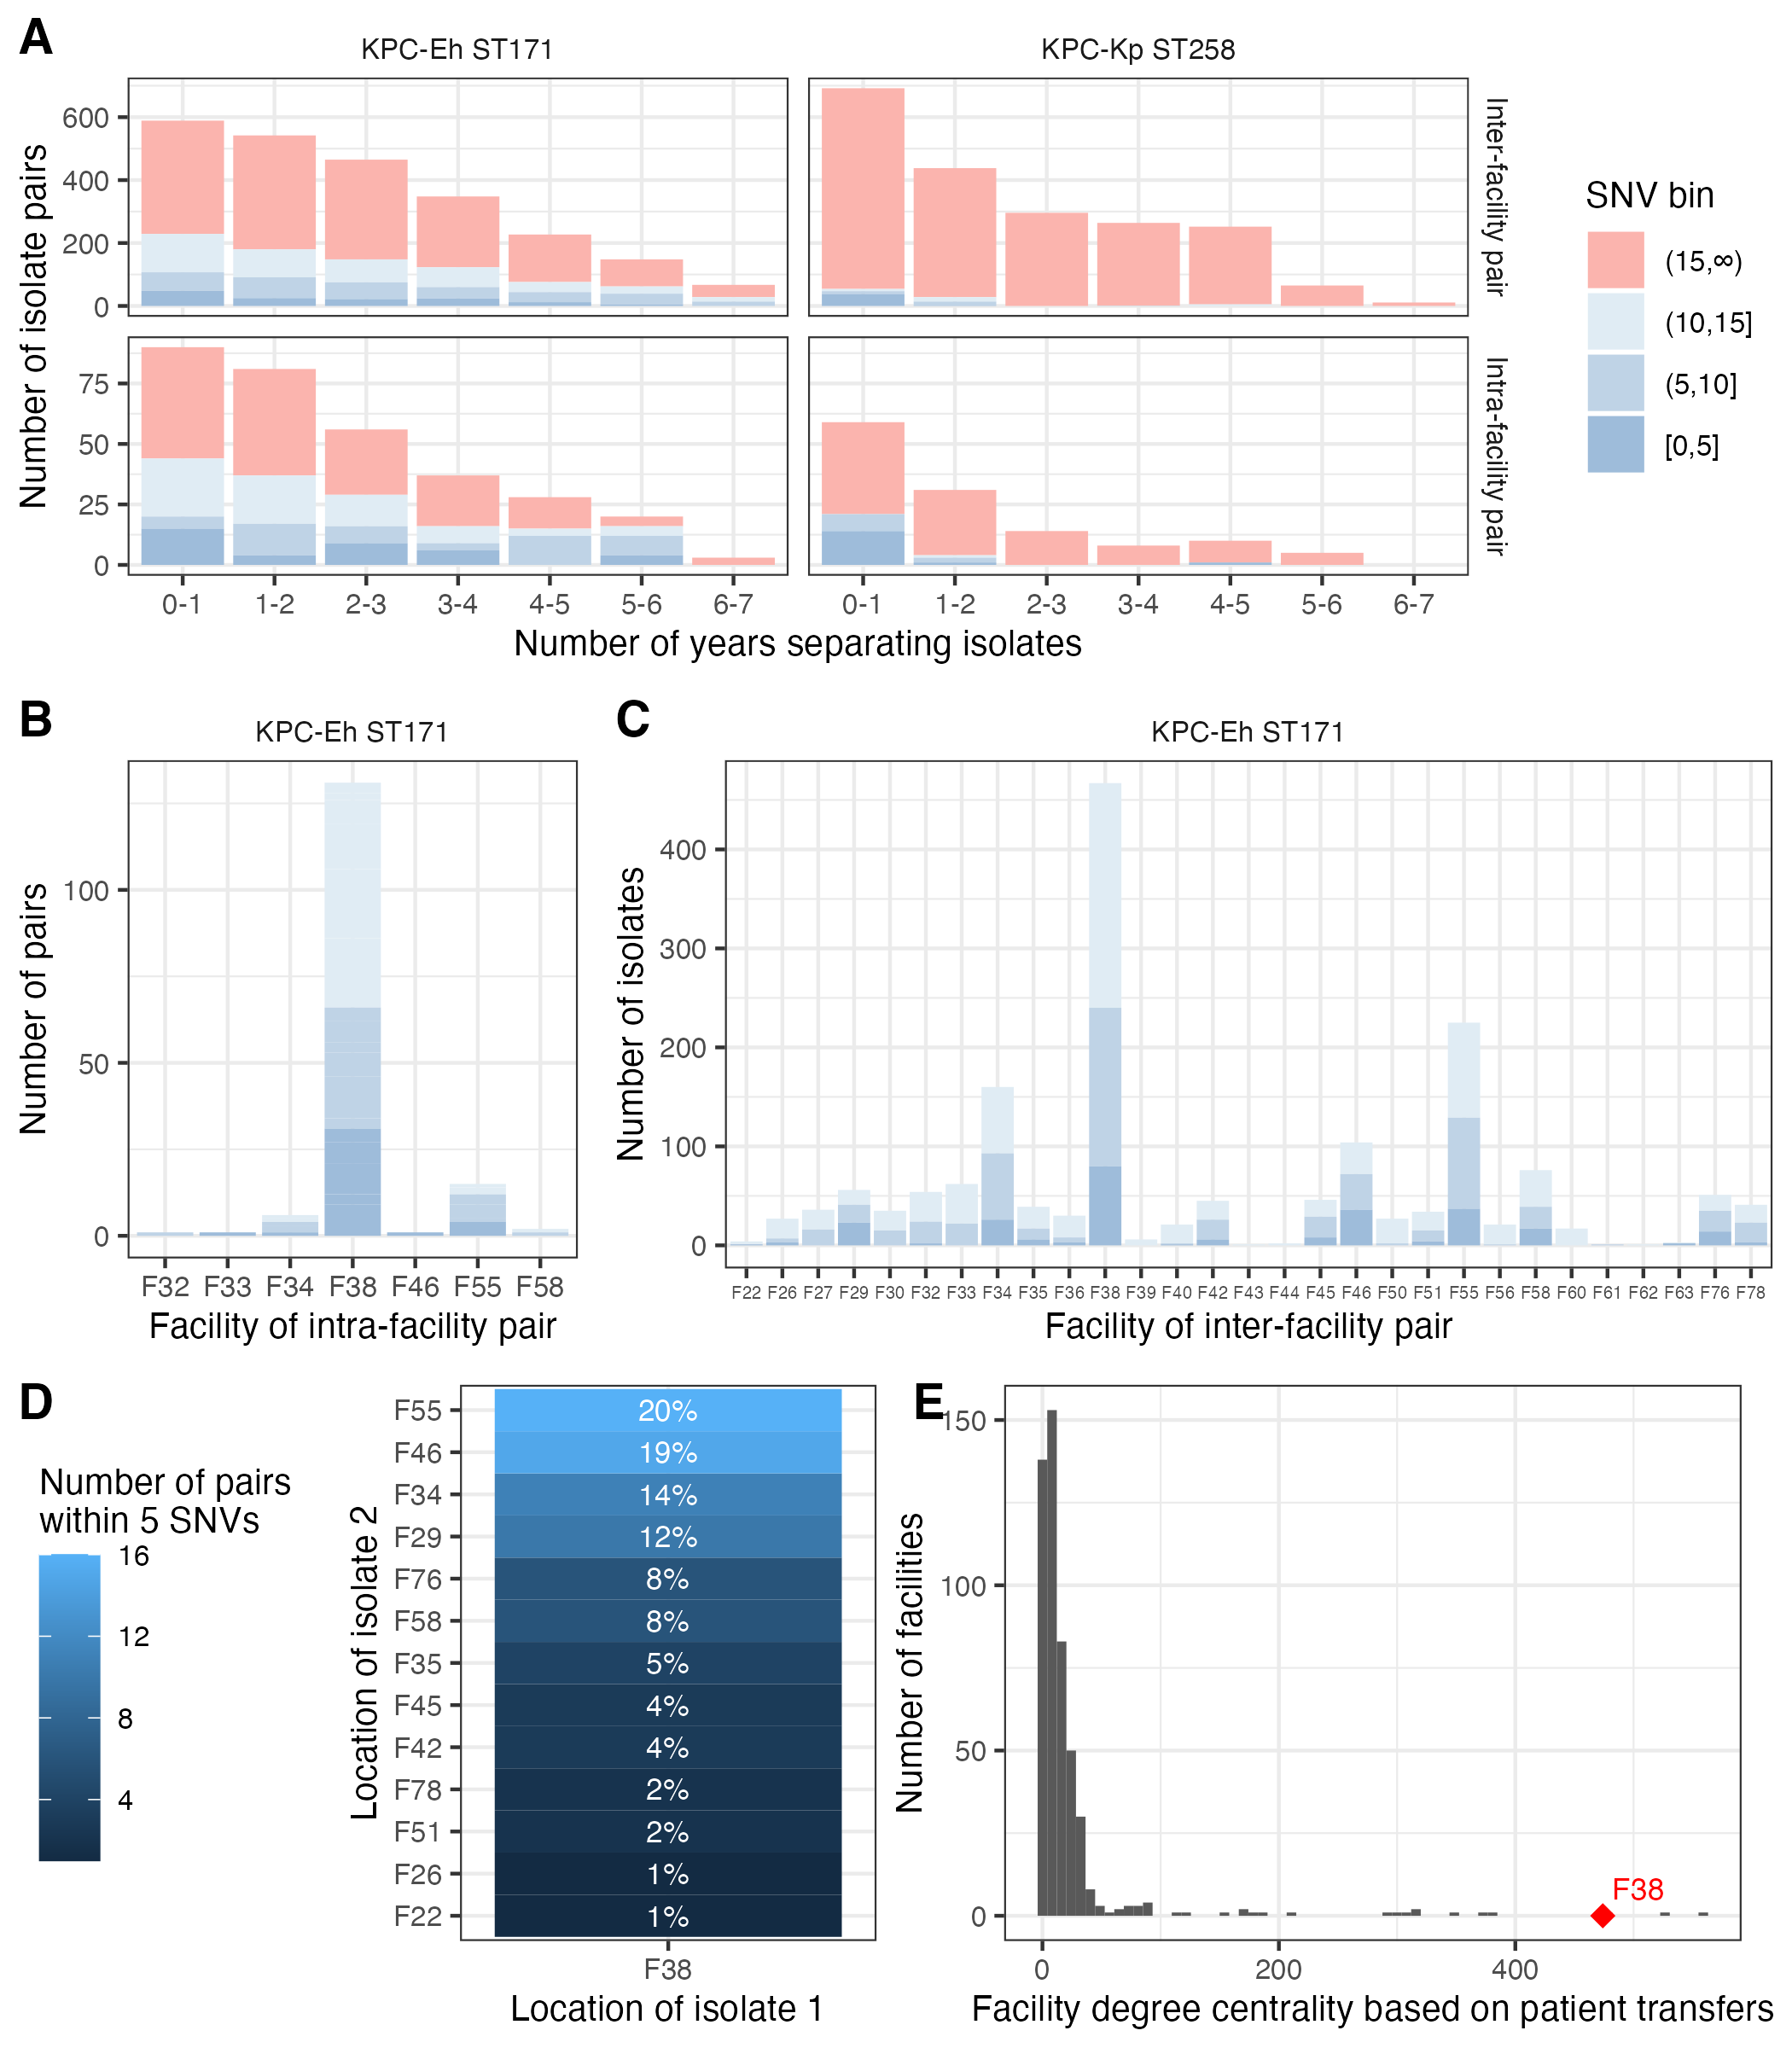 A
KPC-Eh ST171
KPC-Kp ST258
Number of isolate pairs
600
400
200
0
Inter-facility pair
75
50
25
0
Intra-facility pair
0-1
1-2
2-3
3-4
4-5
5-6
6-7
0-1
1-2
2-3
3-4
4-5
5-6
6-7
Number of years separating isolates
SNV bin
(15,∞)
(10,15]
(5,10]
[0,5]
B
KPC-Eh ST171
Number of pairs
100
50
0
F32
F33
F34
F38
F46
F55
F58
Facility of intra-facility pair
C
KPC-Eh ST171
Number of isolates
400
300
200
100
0
F22
F26
F27
F29
F30
F32
F33
F34
F35
F36
F38
F39
F40
F42
F43
F44
F45
F46
F50
F51
F55
F56
F58
F60
F61
F62
F63
F76
F78
Facility of inter-facility pair
D
Number of pairs
within 5 SNVs
16
12
8
4
Location of isolate 2
F55
20%
F46
19%
F34
14%
F29
12%
F76
8%
F58
8%
F35
5%
F45
4%
F42
4%
F78
2%
F51
2%
F26
1%
F22
1%
F38
Location of isolate 1
E
Number of facilities
150
100
50
0
F38
0
200
400
Facility degree centrality based on patient transfers